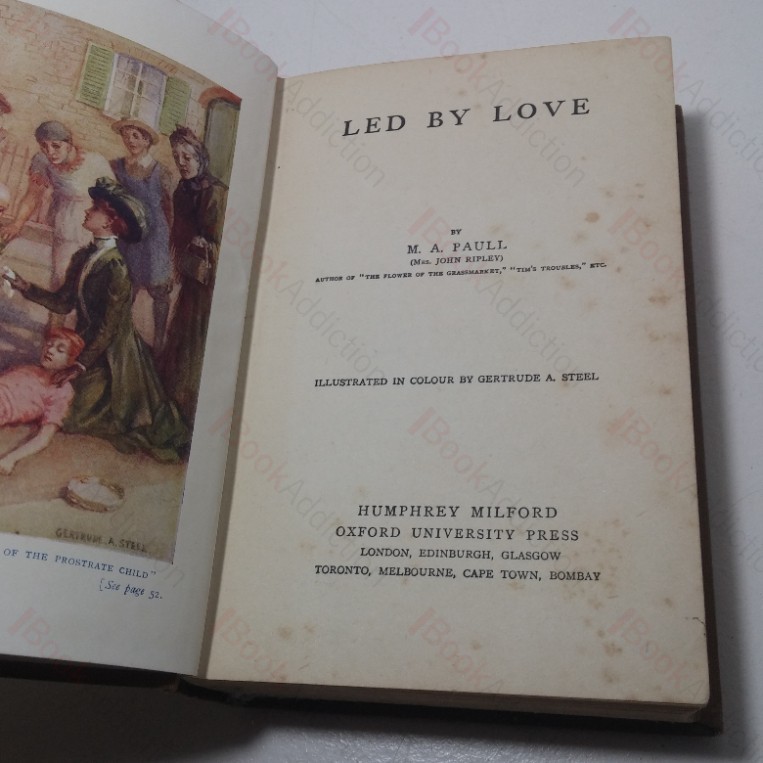 GERTRUDE A. STEEL
OF THE PROSTRATE CHILD"
[See page 52.
LED BY LOVE
BY
M. A. PAULL
(Mrs. JOHN RIPLEY)
AUTHOR OF "THE FLOWER OF THE GRASSMARKET," "TIM'S TROUBLES," ETC.
ILLUSTRATED IN COLOUR BY GERTRUDE A. STEEL
HUMPHREY MILFORD
OXFORD UNIVERSITY PRESS
LONDON, EDINBURGH, GLASGOW
TORONTO, MELBOURNE, CAPE TOWN, BOMBAY
BookAddiction